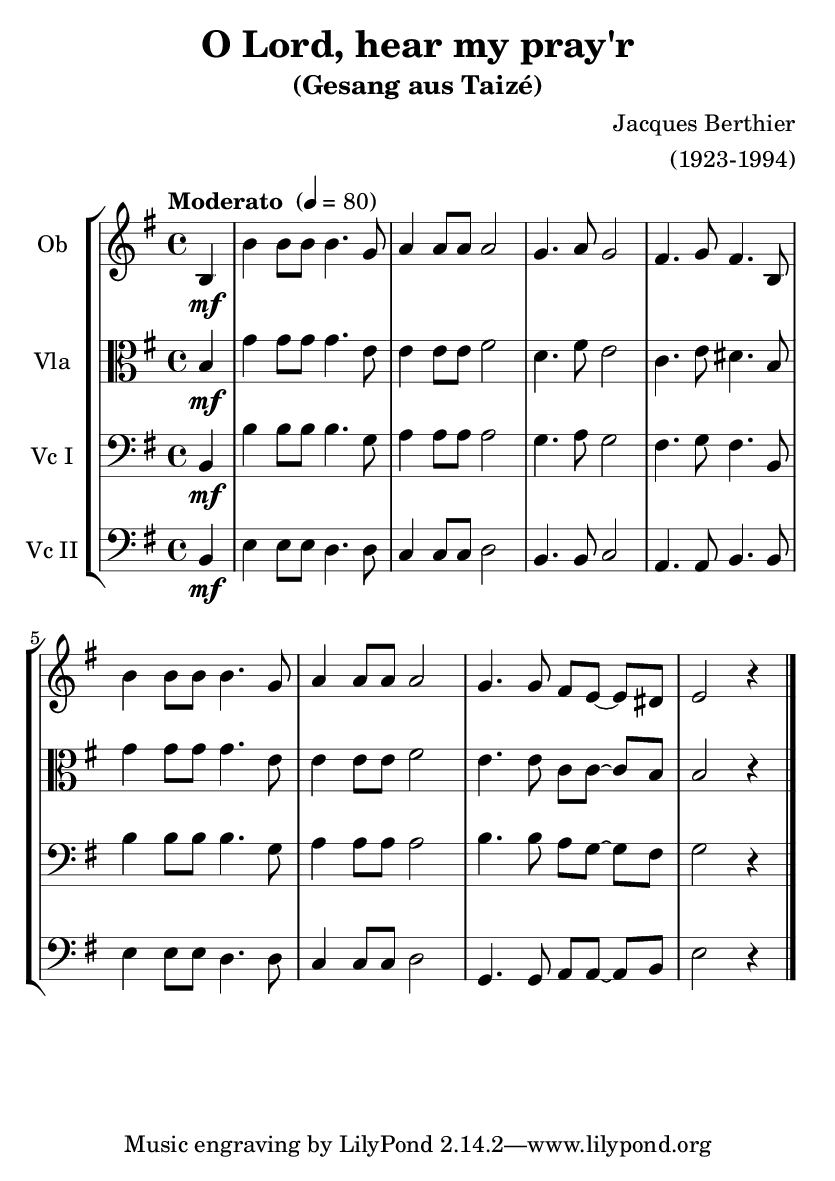 O Lord, hear my pray'r
(Gesang aus Taizé)
Jacques Berthier
(1923-1994)
Moderato (♩ = 80)
Ob
mf
Vla
mf
Vc I
mf
Vc II
mf
5
Music engraving by LilyPond 2.14.2—www.lilypond.org